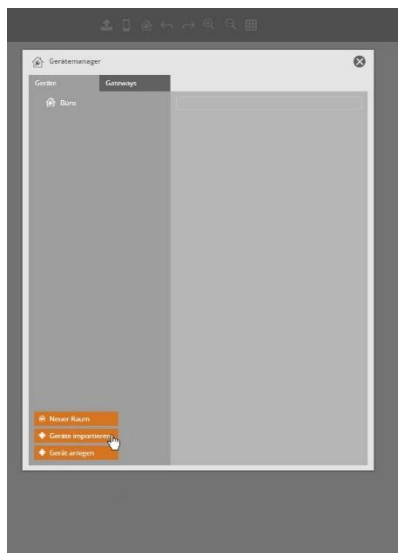 Gerätemanager
Geräte
Gateways
Büro
Neuer Raum
Geräte importieren
Gerät anlegen